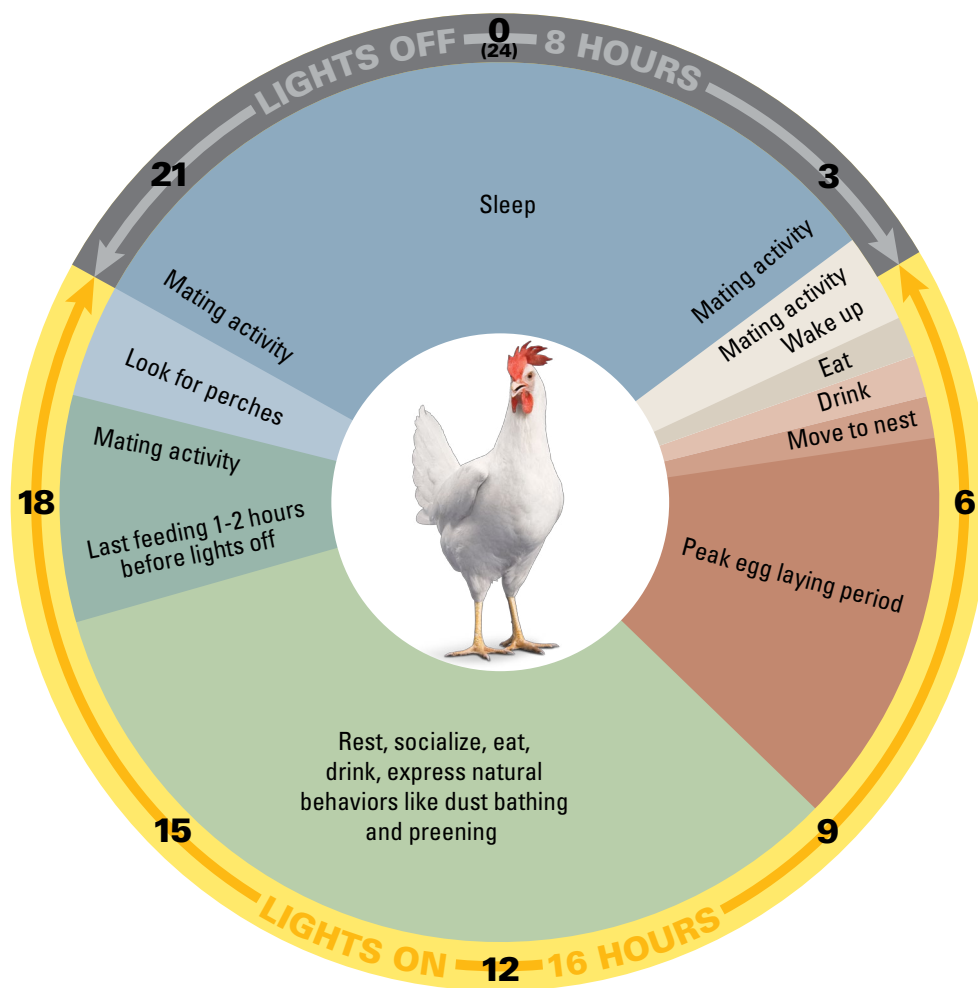 0
(24)
LIGHTS OFF
8 HOURS
21
3
Sleep
Mating activity
Mating activity
Mating activity
Wake up
Look for perches
Eat
Drink
Mating activity
Move to nest
18
6
Last feeding 1-2 hours
before lights off
Peak egg laying period
Rest, socialize, eat,
drink, express natural
behaviors like dust bathing
and preening
15
9
LIGHTS ON
12
16 HOURS